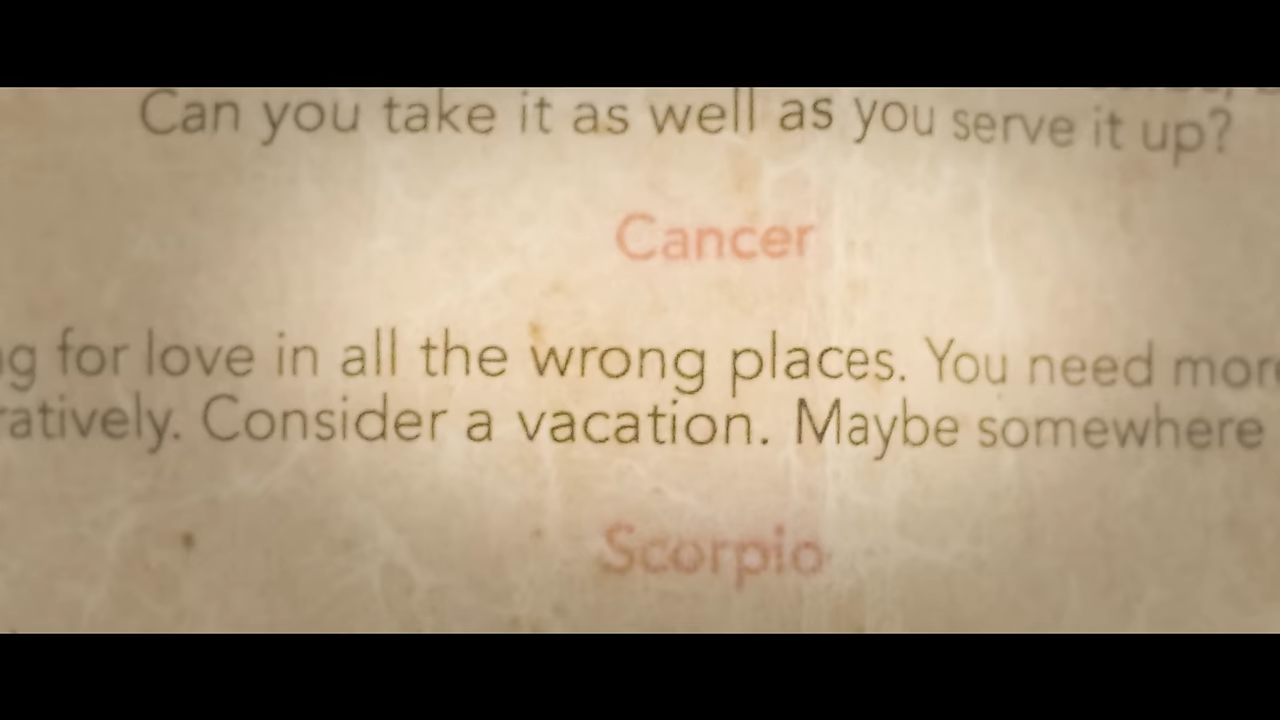 Can you take it as well as you serve it up?
Cancer
g for love in all the wrong places. You need more
ratively. Consider a vacation. Maybe somewhere
Scorpio